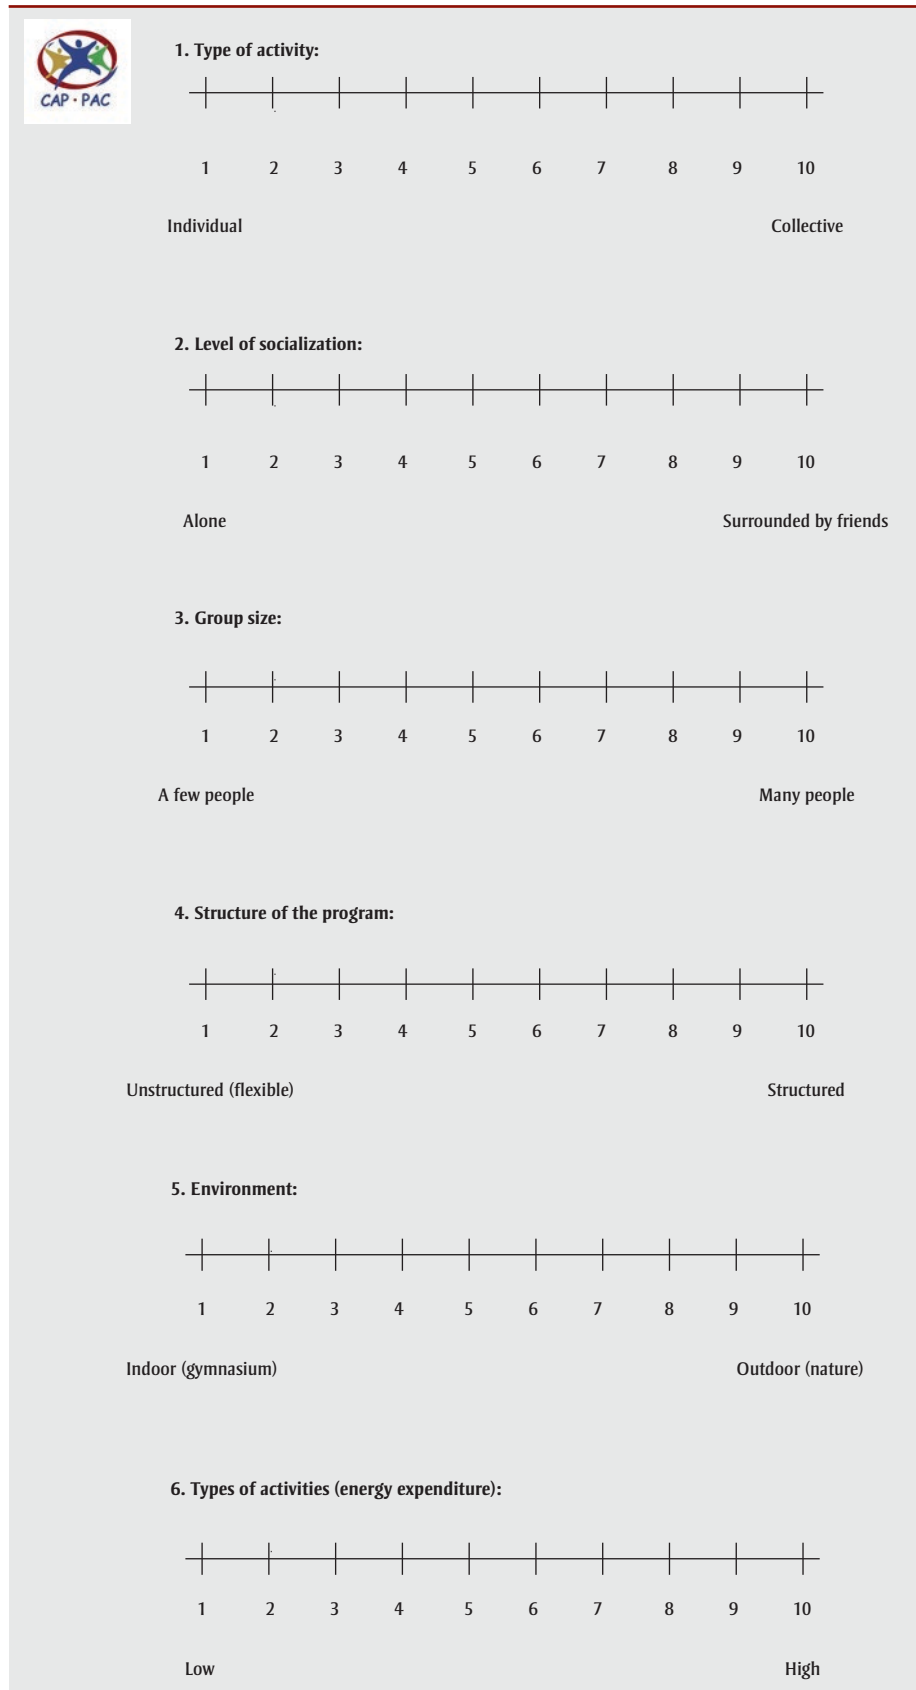 CAP · PAC
1. Type of activity:
1 2 3 4 5 6 7 8 9 10
Individual Collective
2. Level of socialization:
1 2 3 4 5 6 7 8 9 10
Alone Surrounded by friends
3. Group size:
1 2 3 4 5 6 7 8 9 10
A few people Many people
4. Structure of the program:
1 2 3 4 5 6 7 8 9 10
Unstructured (flexible) Structured
5. Environment:
1 2 3 4 5 6 7 8 9 10
Indoor (gymnasium) Outdoor (nature)
6. Types of activities (energy expenditure):
1 2 3 4 5 6 7 8 9 10
Low High